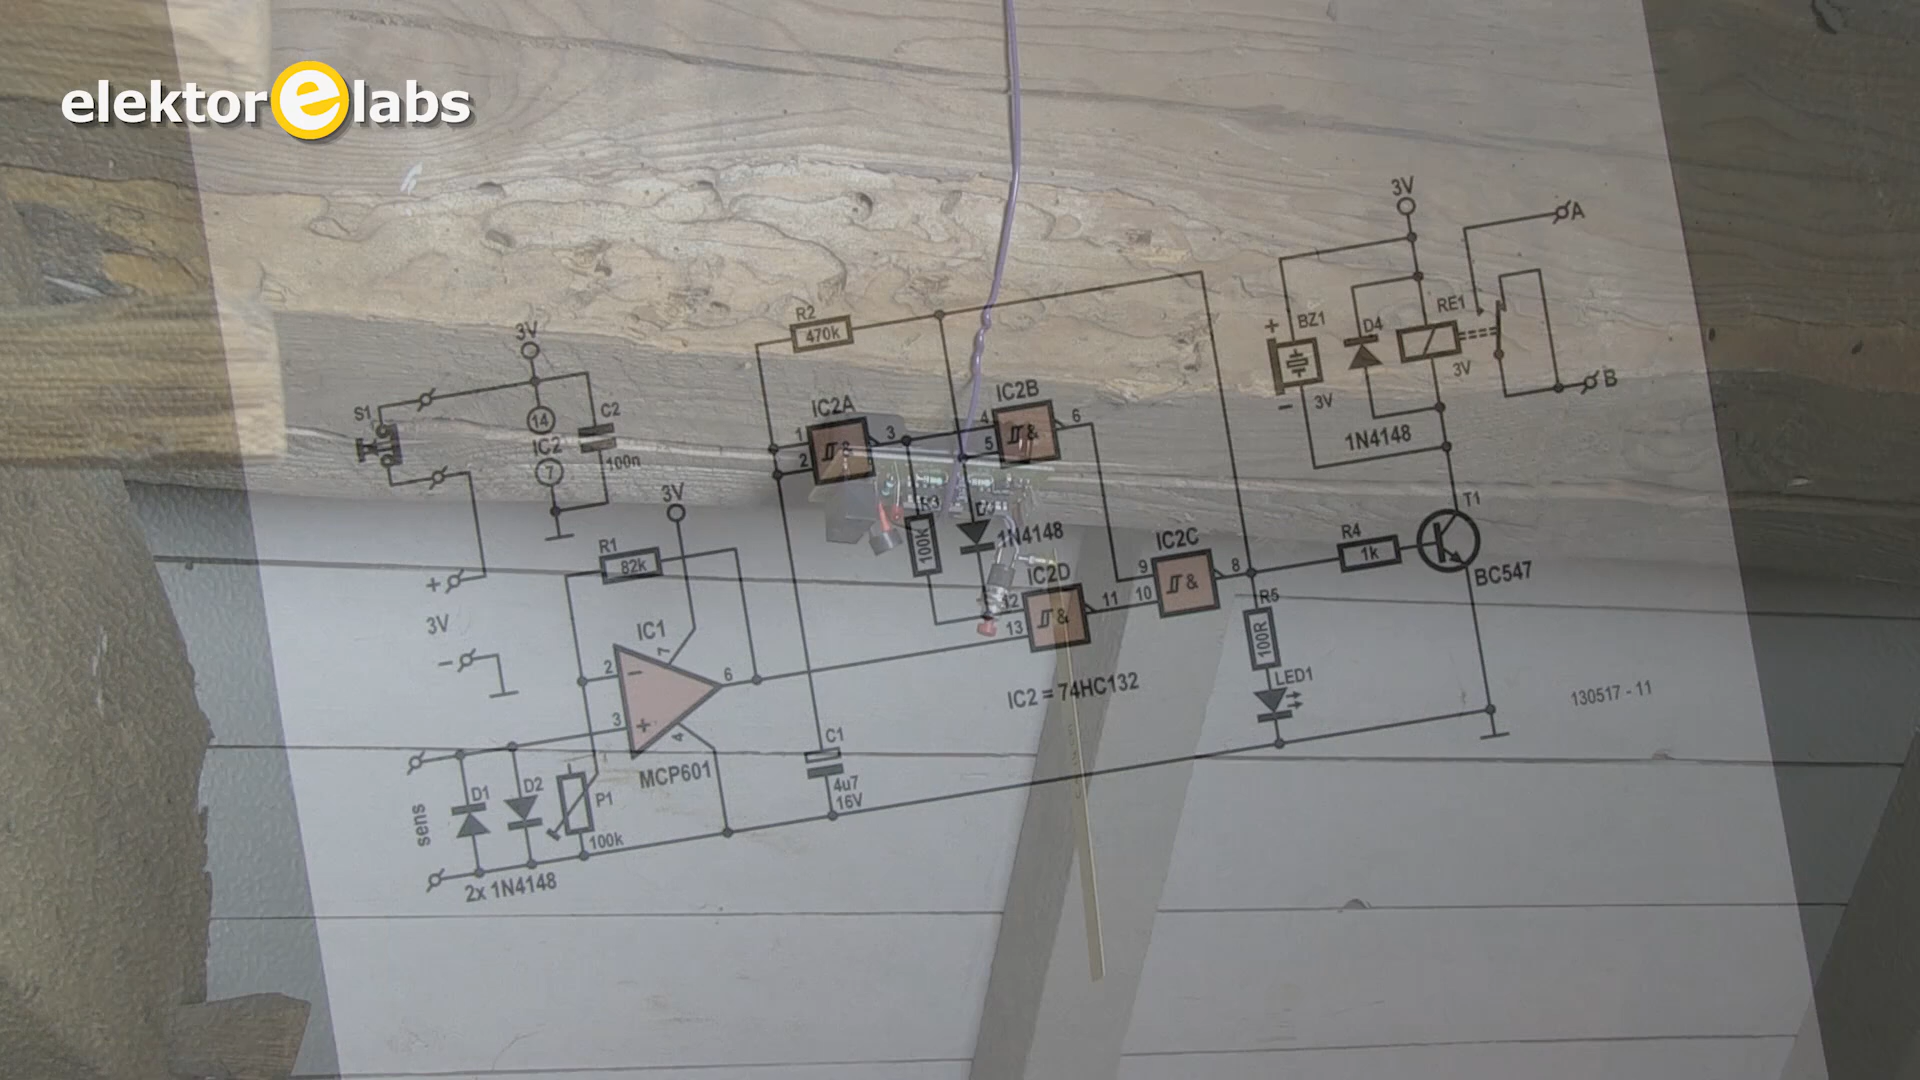 elektor e labs
3V
S1
14
IC2
7
C2
100n
+
3V
-
R1
82k
3V
IC1
2
-
7
6
3
+
4
MCP601
sens
D1
D2
P1
100k
2x 1N4148
R2
470k
IC2A
1
2
&
3
IC2B
4
5
&
6
R3
100K
1N4148
IC2D
12
13
&
11
IC2 = 74HC132
C1
4u7
16V
IC2C
9
10
&
8
R5
100R
LED1
R4
1k
T1
BC547
3V
+
BZ1
-
3V
D4
RE1
3V
1N4148
A
B
130517 - 11